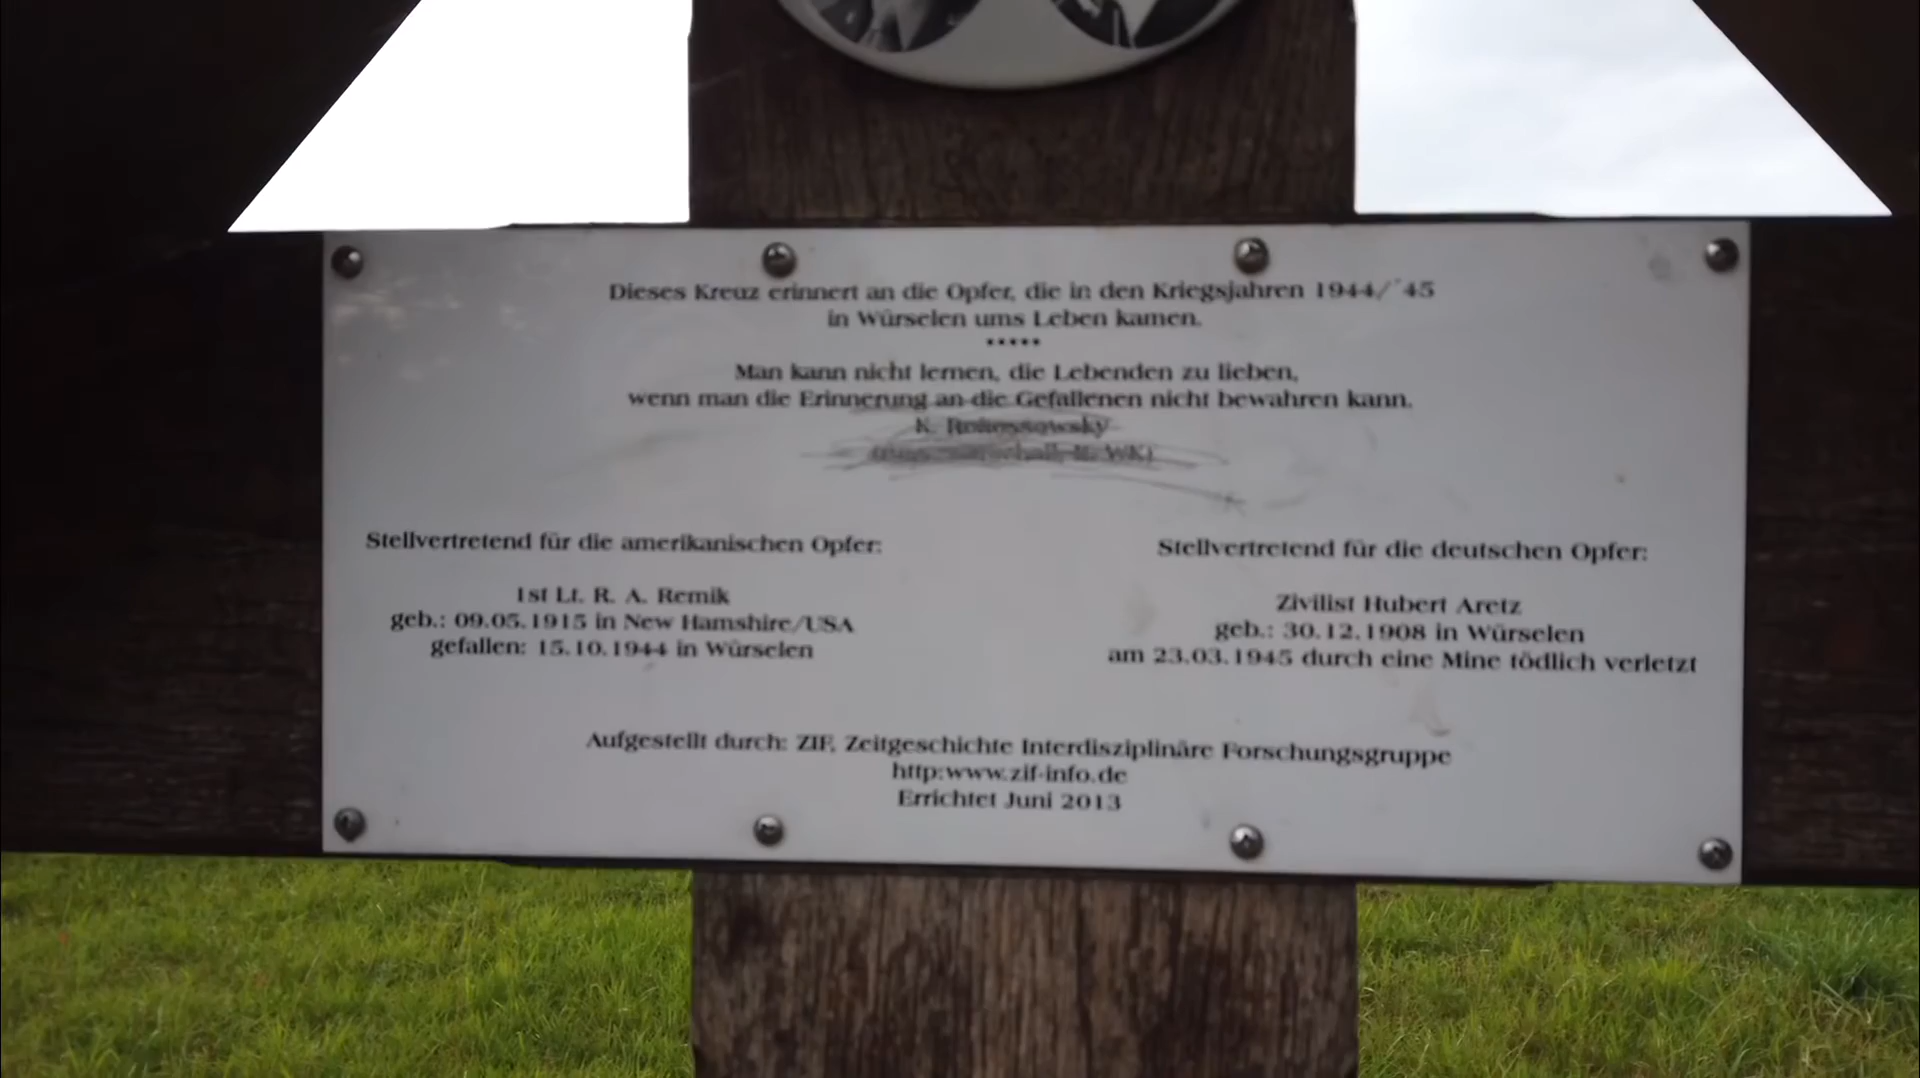 Dieses Kreuz erinnert an die Opfer, die in den Kriegsjahren 1944/´45
in Würselen ums Leben kamen.
*****
Man kann nicht lernen, die Lebenden zu lieben,
wenn man die Erinnerung an die Gefallenen nicht bewahren kann.
K. Rokossowsky
II. WK)
Stellvertretend für die amerikanischen Opfer:
1st Lt. R. A. Remik
geb.: 09.05.1915 in New Hamshire/USA
gefallen: 15.10.1944 in Würselen
Stellvertretend für die deutschen Opfer:
Zivilist Hubert Aretz
geb.: 30.12.1908 in Würselen
am 23.03.1945 durch eine Mine tödlich verletzt
Aufgestellt durch: ZIF, Zeitgeschichte Interdisziplinäre Forschungsgruppe
http:www.zif-info.de
Errichtet Juni 2013